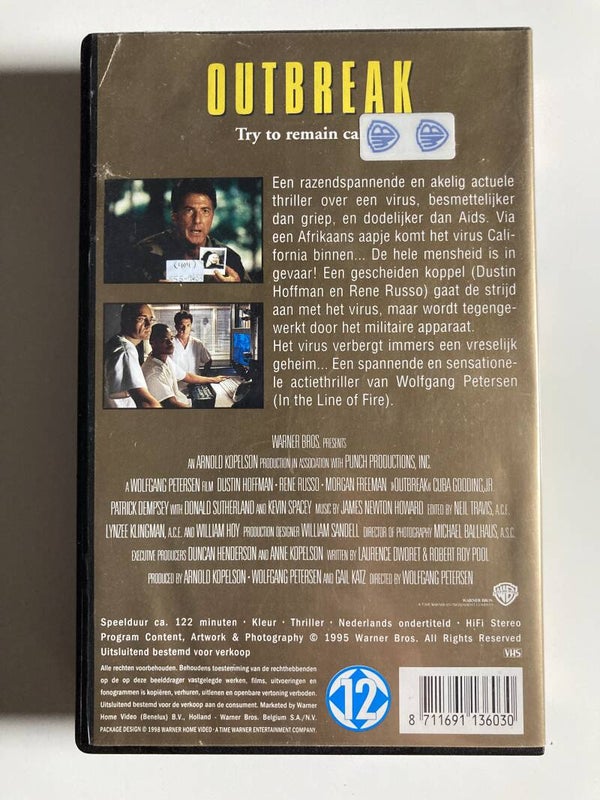 OUTBREAK
Try to remain ca
WB WB
Een razendspannende en akelig actuele
thriller over een virus, besmettelijker
dan griep, en dodelijker dan Aids. Via
een Afrikaans aapje komt het virus Cali-
fornia binnen... De hele mensheid is in
gevaar! Een gescheiden koppel (Dustin
Hoffman en Rene Russo) gaat de strijd
aan met het virus, maar wordt tegenge-
werkt door het militaire apparaat.
Het virus verbergt immers een vreselijk
geheim... Een spannende en sensatione-
le actiethriller van Wolfgang Petersen
(In the Line of Fire).
WARNER BROS. PRESENTS
AN ARNOLD KOPELSON PRODUCTION IN ASSOCIATION WITH PUNCH PRODUCTIONS, INC.
A WOLFGANG PETERSEN FILM DUSTIN HOFFMAN · RENE RUSSO · MORGAN FREEMAN »OUTBREAK« CUBA GOODING, JR.
PATRICK DEMPSEY WITH DONALD SUTHERLAND AND KEVIN SPACEY MUSIC BY JAMES NEWTON HOWARD EDITED BY NEIL TRAVIS, A.C.E.
LYNZEE KLINGMAN, A.C.E. AND WILLIAM HOY PRODUCTION DESIGNER WILLIAM SANDELL DIRECTOR OF PHOTOGRAPHY MICHAEL BALLHAUS, A.S.C.
EXECUTIVE PRODUCERS DUNCAN HENDERSON AND ANNE KOPELSON WRITTEN BY LAURENCE DWORET & ROBERT ROY POOL
PRODUCED BY ARNOLD KOPELSON · WOLFGANG PETERSEN AND GAIL KATZ DIRECTED BY WOLFGANG PETERSEN
WARNER BROS.
A TIME WARNER ENTERTAINMENT COMPANY
Speelduur ca. 122 minuten · Kleur · Thriller · Nederlands ondertiteld · HiFi Stereo
Program Content, Artwork & Photography © 1995 Warner Bros. All Rights Reserved
Uitsluitend bestemd voor verkoop
VHS
Alle rechten voorbehouden. Behoudens toestemming van de rechthebbenden
op de op deze beelddrager vastgelegde werken, films, uitvoeringen en
fonogrammen is kopiëren, verhuren, uitlenen en openbare vertoning verboden.
Uitsluitend bestemd voor verkoop aan de consument. Marketed by Warner
Home Video (Benelux) B.V., Holland - Warner Bros. Belgium S.A./N.V.
PACKAGE DESIGN © 1998 WARNER HOME VIDEO · A TIME WARNER ENTERTAINMENT COMPANY.
12
8 711691 136030